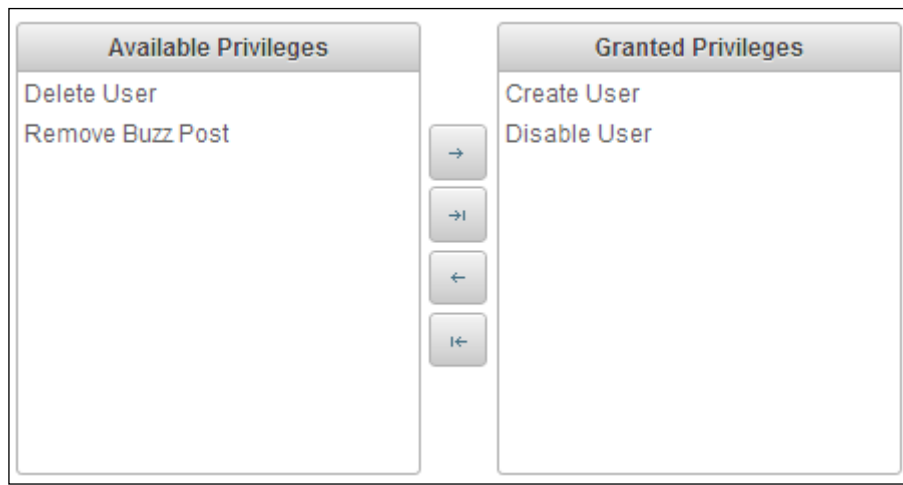 Available Privileges
Delete User
Remove Buzz Post
Granted Privileges
Create User
Disable User